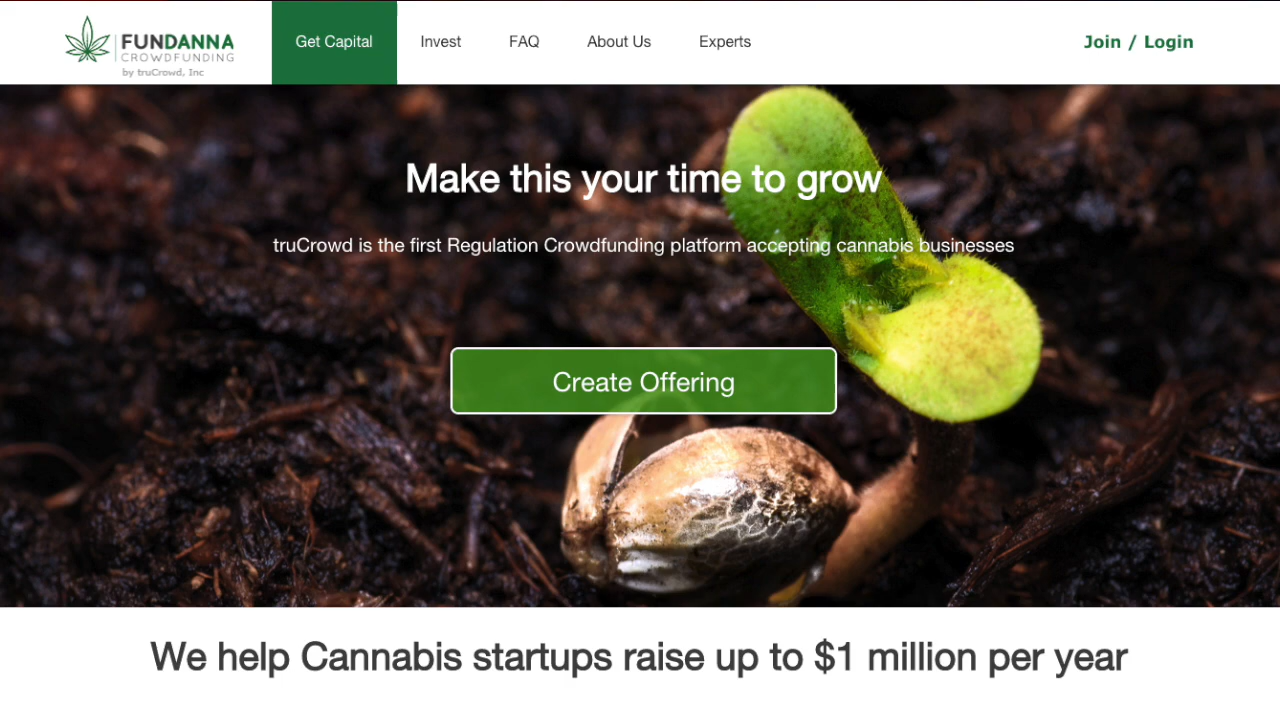 FUNDANNA
CROWDFUNDING
by truCrowd, Inc
Get Capital
Invest
FAQ
About Us
Experts
Join / Login
Make this your time to grow
truCrowd is the first Regulation Crowdfunding platform accepting cannabis businesses
Create Offering
We help Cannabis startups raise up to $1 million per year